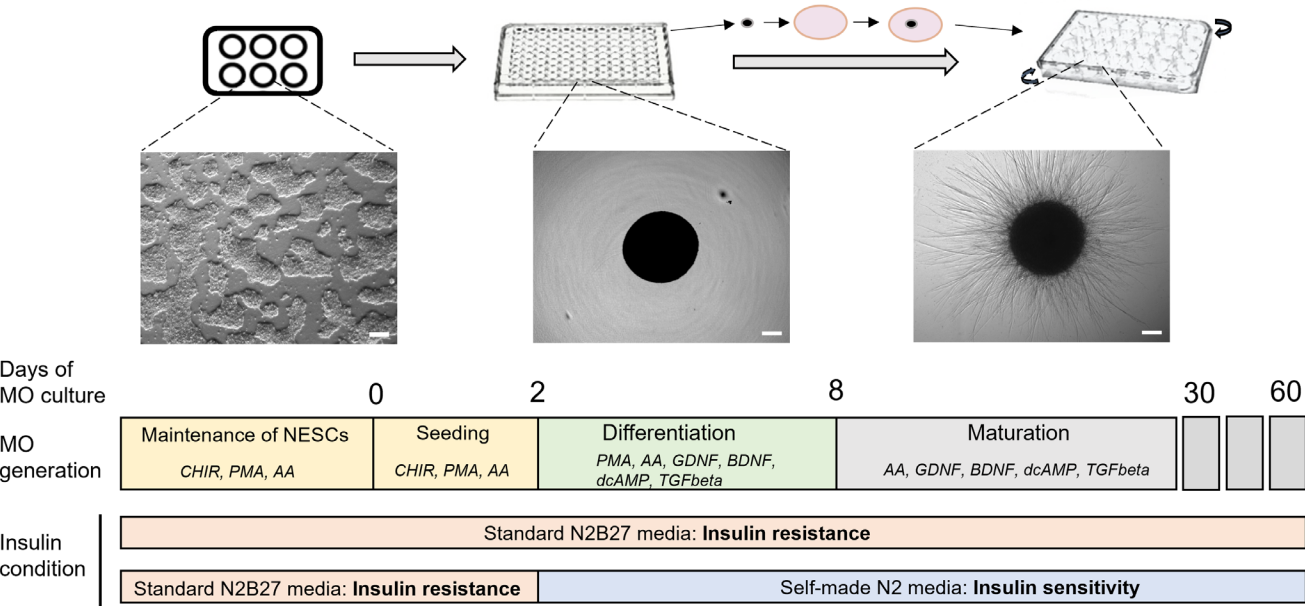 Days of
MO culture
0
2
8
30
60
MO
generation
Maintenance of NESCs
CHIR, PMA, AA
Seeding
CHIR, PMA, AA
Differentiation
PMA, AA, GDNF, BDNF,
dcAMP, TGFbeta
Maturation
AA, GDNF, BDNF, dcAMP, TGFbeta
Insulin
condition
Standard N2B27 media: Insulin resistance
Standard N2B27 media: Insulin resistance
Self-made N2 media: Insulin sensitivity